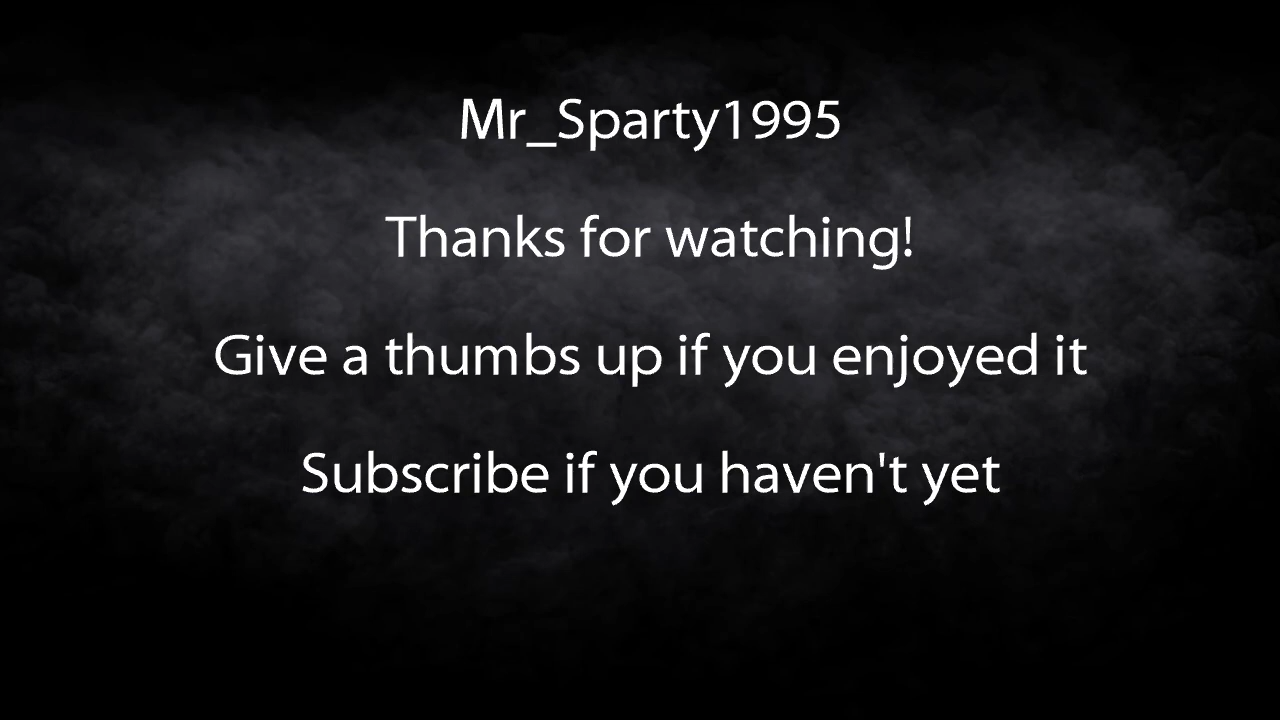 Mr_Sparty1995
Thanks for watching!
Give a thumbs up if you enjoyed it
Subscribe if you haven't yet